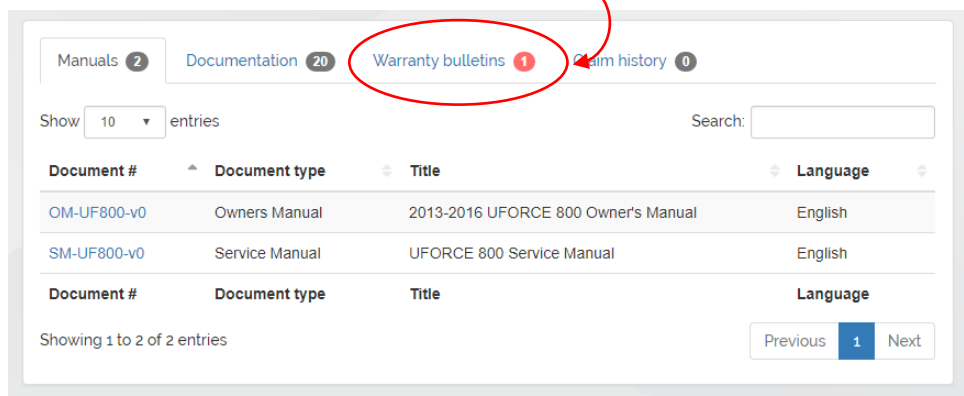 Manuals 2 Documentation 20 Warranty bulletins 1 Claim history 0
Show 10 entries Search:
Document # Document type Title Language
OM-UF800-v0 Owners Manual 2013-2016 UFORCE 800 Owner's Manual English
SM-UF800-v0 Service Manual UFORCE 800 Service Manual English
Document # Document type Title Language
Showing 1 to 2 of 2 entries Previous 1 Next